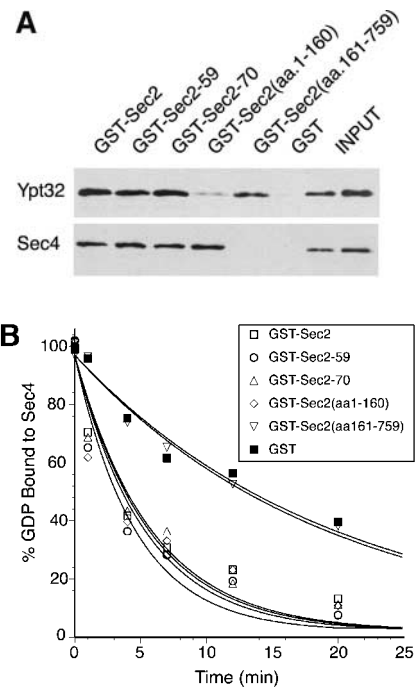 A
GST-Sec2
GST-Sec2-59
GST-Sec2-70
GST-Sec2(aa.1-160)
GST-Sec2(aa.161-759)
GST
INPUT
Ypt32
Sec4
B
% GDP Bound to Sec4
100
80
60
40
20
0
GST-Sec2
GST-Sec2-59
GST-Sec2-70
GST-Sec2(aa1-160)
GST-Sec2(aa161-759)
GST
0 5 10 15 20 25
Time (min)